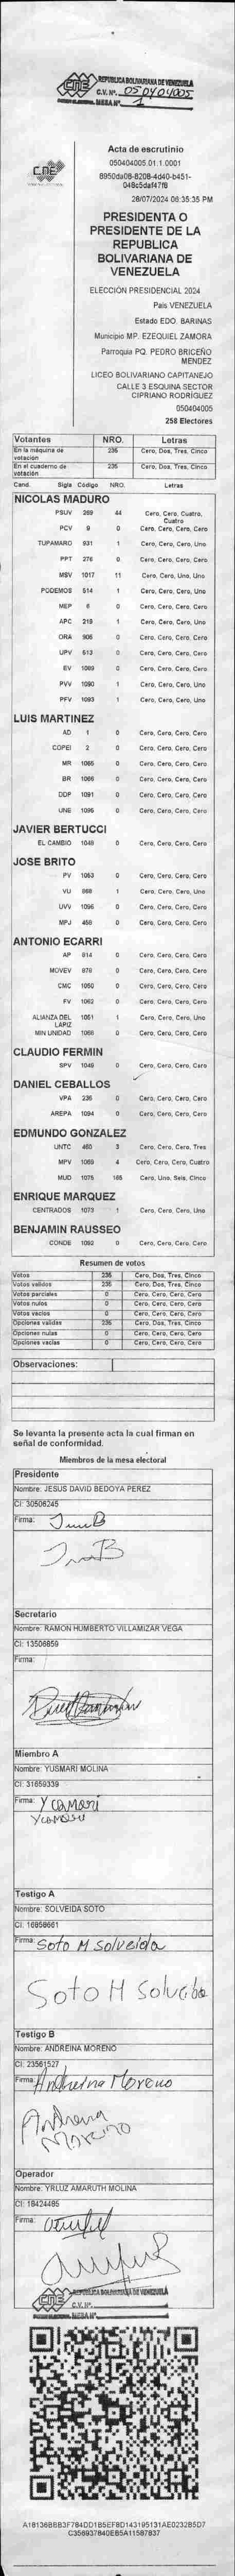 CNE
REPUBLICA BOLIVARIANA DE VENEZUELA
C.V. Nº. 050404005
MESA Nº. 1
CNE
Acta de escrutinio
050404005.01.1.0001
8950da08-8208-4d40-b451-
046c5daf47f8
28/07/2024 06:35:35 PM
PRESIDENTA O
PRESIDENTE DE LA
REPUBLICA
BOLIVARIANA DE
VENEZUELA
ELECCIÓN PRESIDENCIAL 2024
País VENEZUELA
Estado EDO. BARINAS
Municipio MP. EZEQUIEL ZAMORA
Parroquia PQ. PEDRO BRICEÑO
MENDEZ
LICEO BOLIVARIANO CAPITANEJO
CALLE 3 ESQUINA SECTOR
CIPRIANO RODRÍGUEZ
050404005
258 Electores
Votantes NRO. Letras
En la máquina de votación 235 Cero, Dos, Tres, Cinco
En el cuaderno de votación 235 Cero, Dos, Tres, Cinco
Cand. Sigla Código NRO. Letras
NICOLAS MADURO
PSUV 269 44 Cero, Cero, Cuatro, Cuatro
PCV 9 0 Cero, Cero, Cero, Cero
TUPAMARO 931 1 Cero, Cero, Cero, Uno
PPT 276 0 Cero, Cero, Cero, Cero
MSV 1017 11 Cero, Cero, Uno, Uno
PODEMOS 514 1 Cero, Cero, Cero, Uno
MEP 6 0 Cero, Cero, Cero, Cero
APC 219 1 Cero, Cero, Cero, Uno
ORA 906 0 Cero, Cero, Cero, Cero
UPV 613 0 Cero, Cero, Cero, Cero
EV 1089 0 Cero, Cero, Cero, Cero
PVV 1090 1 Cero, Cero, Cero, Uno
PFV 1093 1 Cero, Cero, Cero, Uno
LUIS MARTINEZ
AD 1 0 Cero, Cero, Cero, Cero
COPEI 2 0 Cero, Cero, Cero, Cero
MR 1065 0 Cero, Cero, Cero, Cero
BR 1066 0 Cero, Cero, Cero, Cero
DDP 1091 0 Cero, Cero, Cero, Cero
UNE 1095 0 Cero, Cero, Cero, Cero
JAVIER BERTUCCI
EL CAMBIO 1048 0 Cero, Cero, Cero, Cero
JOSE BRITO
PV 1053 0 Cero, Cero, Cero, Cero
VU 868 1 Cero, Cero, Cero, Uno
UVV 1096 0 Cero, Cero, Cero, Cero
MPJ 458 0 Cero, Cero, Cero, Cero
ANTONIO ECARRI
AP 914 0 Cero, Cero, Cero, Cero
MOVEV 878 0 Cero, Cero, Cero, Cero
CMC 1050 0 Cero, Cero, Cero, Cero
FV 1062 0 Cero, Cero, Cero, Cero
ALIANZA DEL LAPIZ 1051 1 Cero, Cero, Cero, Uno
MIN UNIDAD 1068 0 Cero, Cero, Cero, Cero
CLAUDIO FERMIN
SPV 1049 0 Cero, Cero, Cero, Cero
DANIEL CEBALLOS
VPA 236 0 Cero, Cero, Cero, Cero
AREPA 1094 0 Cero, Cero, Cero, Cero
EDMUNDO GONZALEZ
UNTC 460 3 Cero, Cero, Cero, Tres
MPV 1069 4 Cero, Cero, Cero, Cuatro
MUD 1075 165 Cero, Uno, Seis, Cinco
ENRIQUE MARQUEZ
CENTRADOS 1073 1 Cero, Cero, Cero, Uno
BENJAMIN RAUSSEO
CONDE 1092 0 Cero, Cero, Cero, Cero
Resumen de votos
Votos 235 Cero, Dos, Tres, Cinco
Votos validos 235 Cero, Dos, Tres, Cinco
Votos parciales 0 Cero, Cero, Cero, Cero
Votos nulos 0 Cero, Cero, Cero, Cero
Votos vacios 0 Cero, Cero, Cero, Cero
Opciones validas 235 Cero, Dos, Tres, Cinco
Opciones nulas 0 Cero, Cero, Cero, Cero
Opciones vacias 0 Cero, Cero, Cero, Cero
Observaciones:
Se levanta la presente acta la cual firman en
señal de conformidad.
Miembros de la mesa electoral
Presidente
Nombre: JESUS DAVID BEDOYA PEREZ
CI: 30506245
Firma:
Secretario
Nombre: RAMON HUMBERTO VILLAMIZAR VEGA
CI: 13506859
Firma:
Miembro A
Nombre: YUSMARI MOLINA
CI: 31659339
Firma:
Testigo A
Nombre: SOLVEIDA SOTO
CI: 16858661
Firma: Soto M Solveida
Soto M Solveida
Testigo B
Nombre: ANDREINA MORENO
CI: 23561527
Firma: Andreina Moreno
Andreina
Moreno
Operador
Nombre: YRLUZ AMARUTH MOLINA
CI: 18424495
Firma:
CNE
REPUBLICA BOLIVARIANA DE VENEZUELA
C.V. Nº.
MESA Nº.
A18136BBB3F784DD1B5EF8D143195131AE0232B5D7
C356937840EB5A11587837